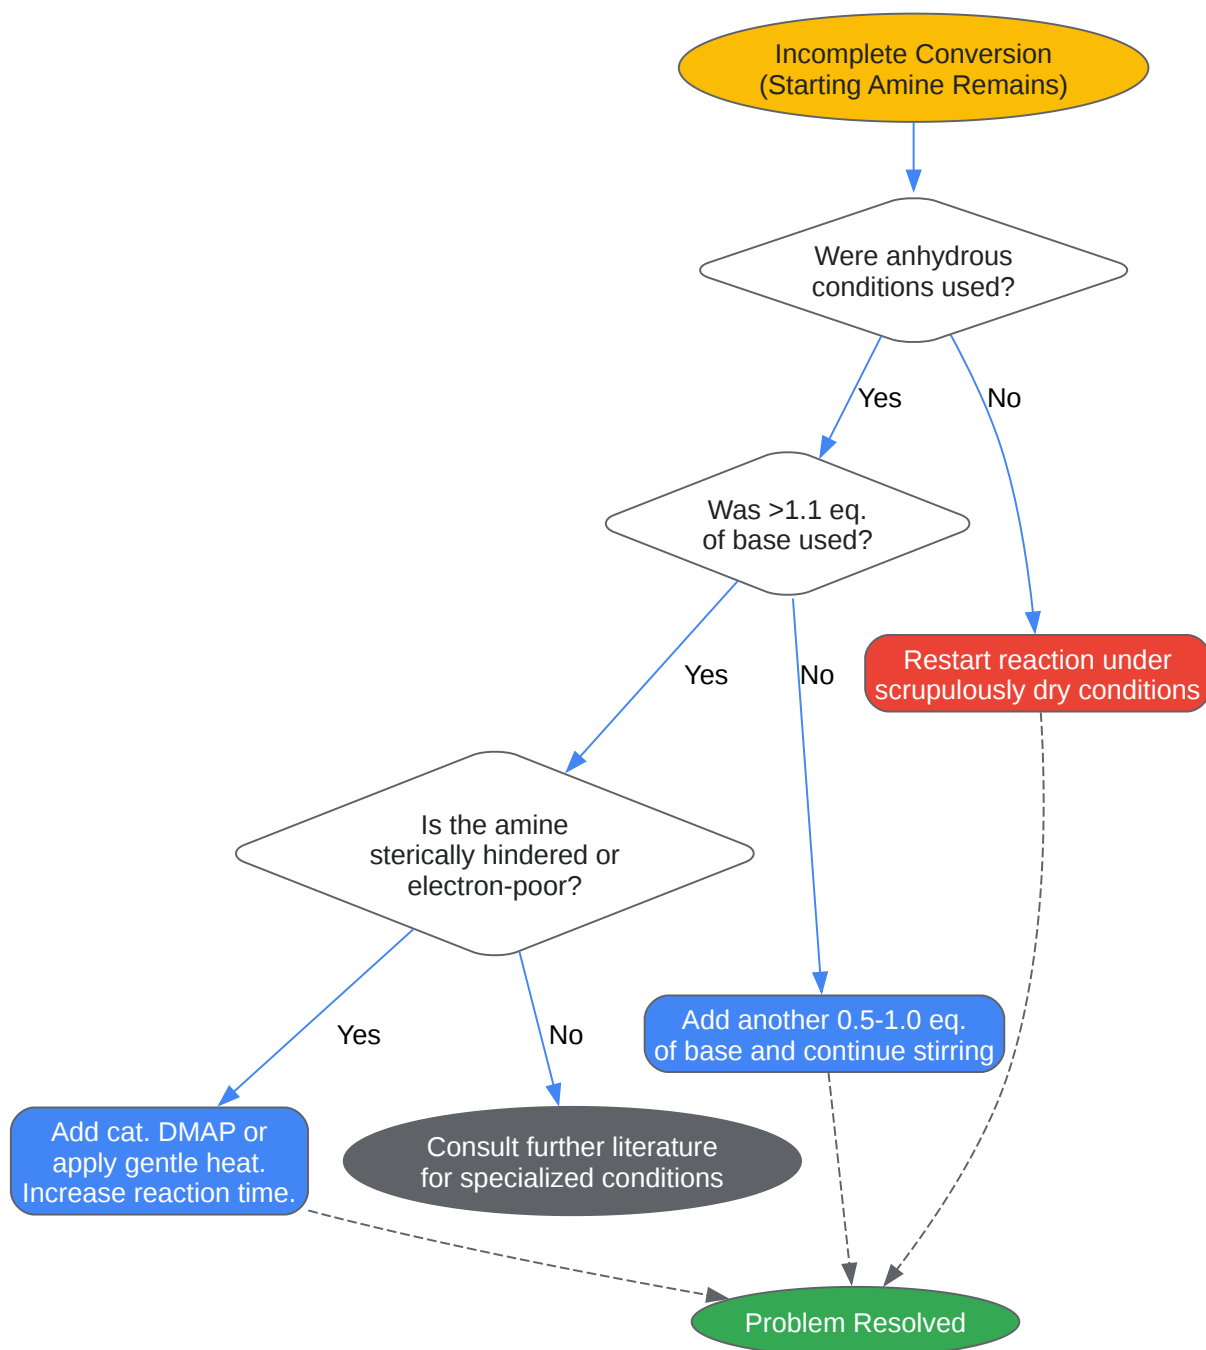 Incomplete Conversion
(Starting Amine Remains)
Were anhydrous
conditions used?
Yes
No
Was >1.1 eq.
of base used?
Yes
No
Restart reaction under
scrupulously dry conditions
Is the amine
sterically hindered or
electron-poor?
Yes
No
Add another 0.5-1.0 eq.
of base and continue stirring
Add cat. DMAP or
apply gentle heat.
Increase reaction time.
Consult further literature
for specialized conditions
Problem Resolved